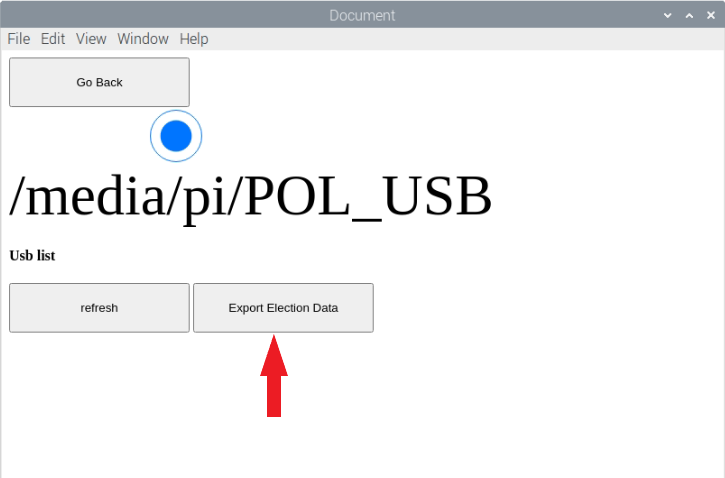 Document
File Edit View Window Help
Go Back
/media/pi/POL_USB
Usb list
refresh Export Election Data